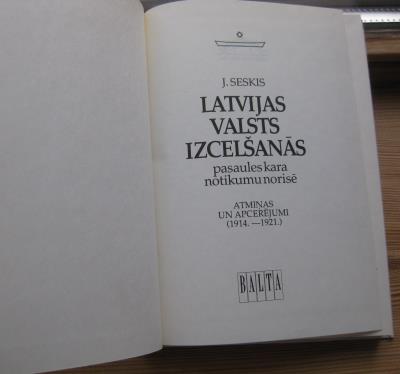 J. SESKIS
LATVIJAS
VALSTS
IZCELŠANĀS
pasaules kara
notikumu norisē
ATMIŅAS
UN APCERĒJUMI
(1914. —1921.)
BALTA